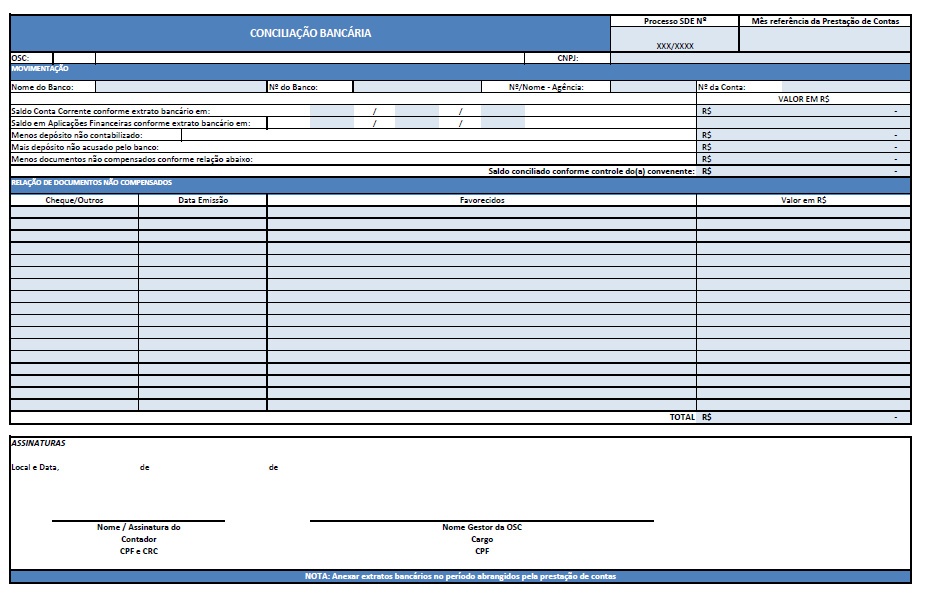 CONCILIAÇÃO BANCÁRIA
Processo SDE Nº
Mês referência da Prestação de Contas
XXX/XXXX
OSC:
CNPJ:
MOVIMENTAÇÃO
Nome do Banco:
Nº do Banco:
Nº/Nome - Agência:
Nº da Conta:
VALOR EM R$
Saldo Conta Corrente conforme extrato bancário em: / / R$ -
Saldo em Aplicações Financeiras conforme extrato bancário em: / /
Menos depósito não contabilizado: R$ -
Mais depósito não acusado pelo banco: R$ -
Menos documentos não compensados conforme relação abaixo: R$ -
Saldo conciliado conforme controle do(a) convenente: R$ -
RELAÇÃO DE DOCUMENTOS NÃO COMPENSADOS
Cheque/Outros Data Emissão Favorecidos Valor em R$
TOTAL R$ -
ASSINATURAS
Local e Data, de de
Nome / Assinatura do
Contador
CPF e CRC
Nome Gestor da OSC
Cargo
CPF
NOTA: Anexar extratos bancários no período abrangidos pela prestação de contas